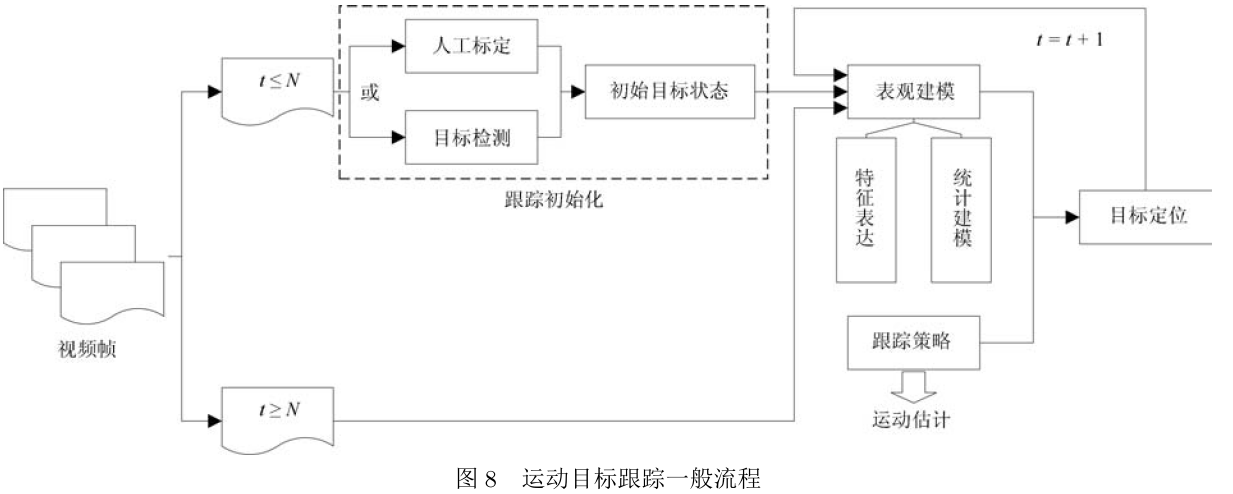 t ≤ N
或
人工标定
目标检测
初始目标状态
跟踪初始化
t = t + 1
表观建模
特征表达
统计建模
目标定位
视频帧
跟踪策略
运动估计
t ≥ N
图 8　运动目标跟踪一般流程